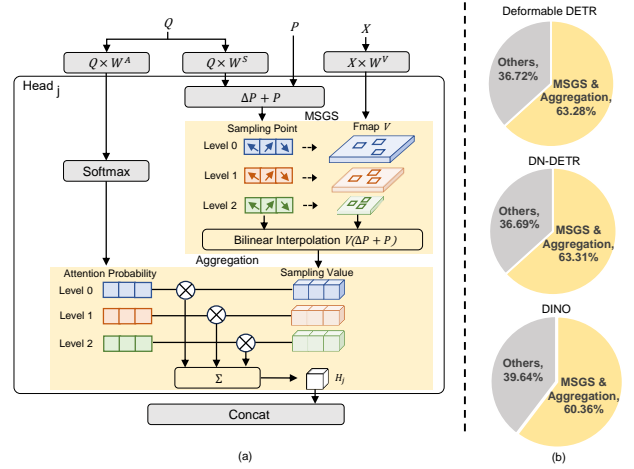 Q
P
X
Q × W^A
Q × W^S
X × W^V
Head j
ΔP + P
MSGS
Sampling Point
Fmap V
Level 0
Level 1
Level 2
Softmax
Bilinear Interpolation V(ΔP + P)
Aggregation
Attention Probability
Sampling Value
Level 0
Level 1
Level 2
Σ
H_j
Concat
(a)
Deformable DETR
Others,
36.72%
MSGS &
Aggregation,
63.28%
DN-DETR
Others,
36.69%
MSGS &
Aggregation,
63.31%
DINO
Others,
39.64%
MSGS &
Aggregation,
60.36%
(b)